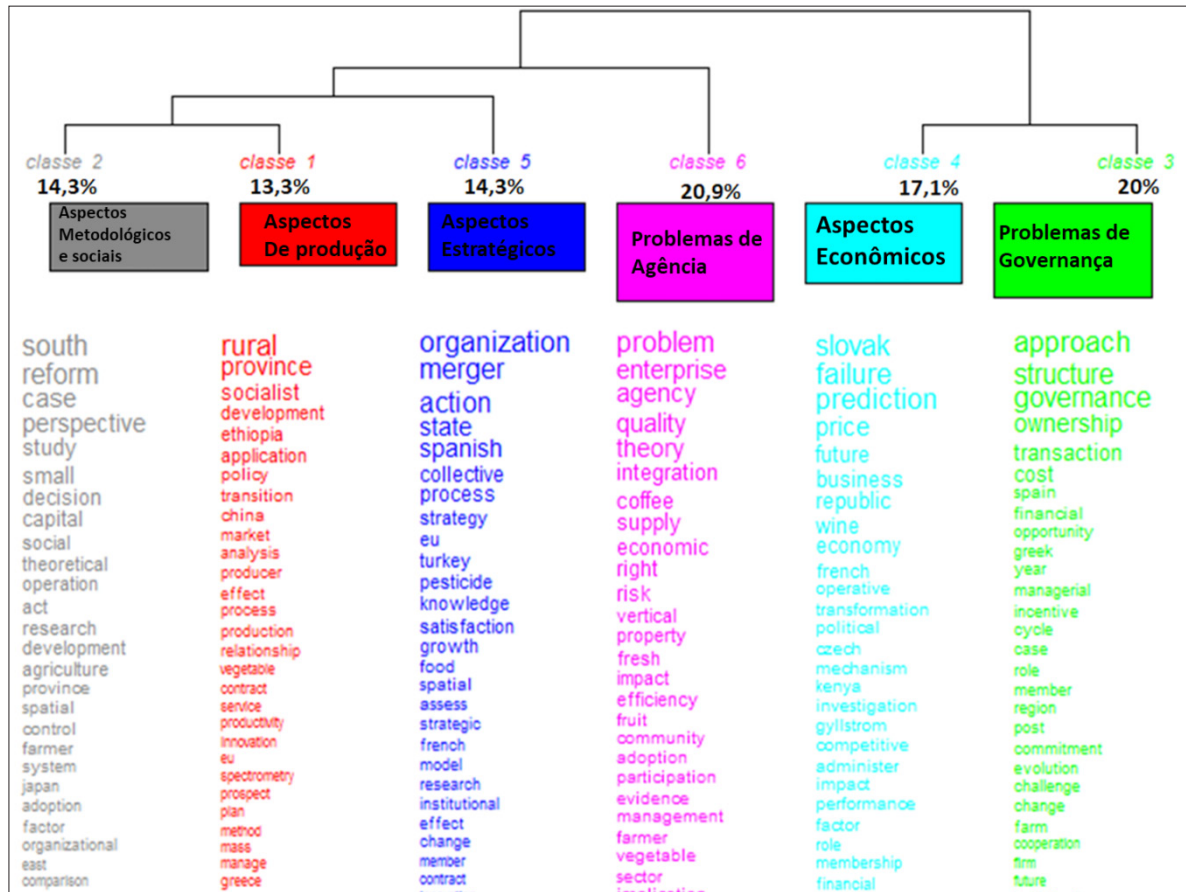 classe 2
14,3%
Aspectos
Metodológicos
e sociais
south
reform
case
perspective
study
small
decision
capital
social
theoretical
operation
act
research
development
agriculture
province
spatial
control
farmer
system
japan
adoption
factor
organizational
east
comparison
classe 1
13,3%
Aspectos
De produção
rural
province
socialist
development
ethiopia
application
policy
transition
china
market
analysis
producer
effect
process
production
relationship
vegetable
contract
service
productivity
innovation
eu
spectrometry
prospect
plan
method
mass
manage
greece
classe 5
14,3%
Aspectos
Estratégicos
organization
merger
action
state
spanish
collective
process
strategy
eu
turkey
pesticide
knowledge
satisfaction
growth
food
spatial
assess
strategic
french
model
research
institutional
effect
change
member
contract
classe 6
20,9%
Problemas de
Agência
problem
enterprise
agency
quality
theory
integration
coffee
supply
economic
right
risk
vertical
property
fresh
impact
efficiency
fruit
community
adoption
participation
evidence
management
farmer
vegetable
sector
classe 4
17,1%
Aspectos
Econômicos
slovak
failure
prediction
price
future
business
republic
wine
economy
french
operative
transformation
political
czech
mechanism
kenya
investigation
gyllstrom
competitive
administer
impact
performance
factor
role
membership
financial
classe 3
20%
Problemas de
Governança
approach
structure
governance
ownership
transaction
cost
spain
financial
opportunity
greek
year
managerial
incentive
cycle
case
role
member
region
post
commitment
evolution
challenge
change
farm
cooperation
firm
future